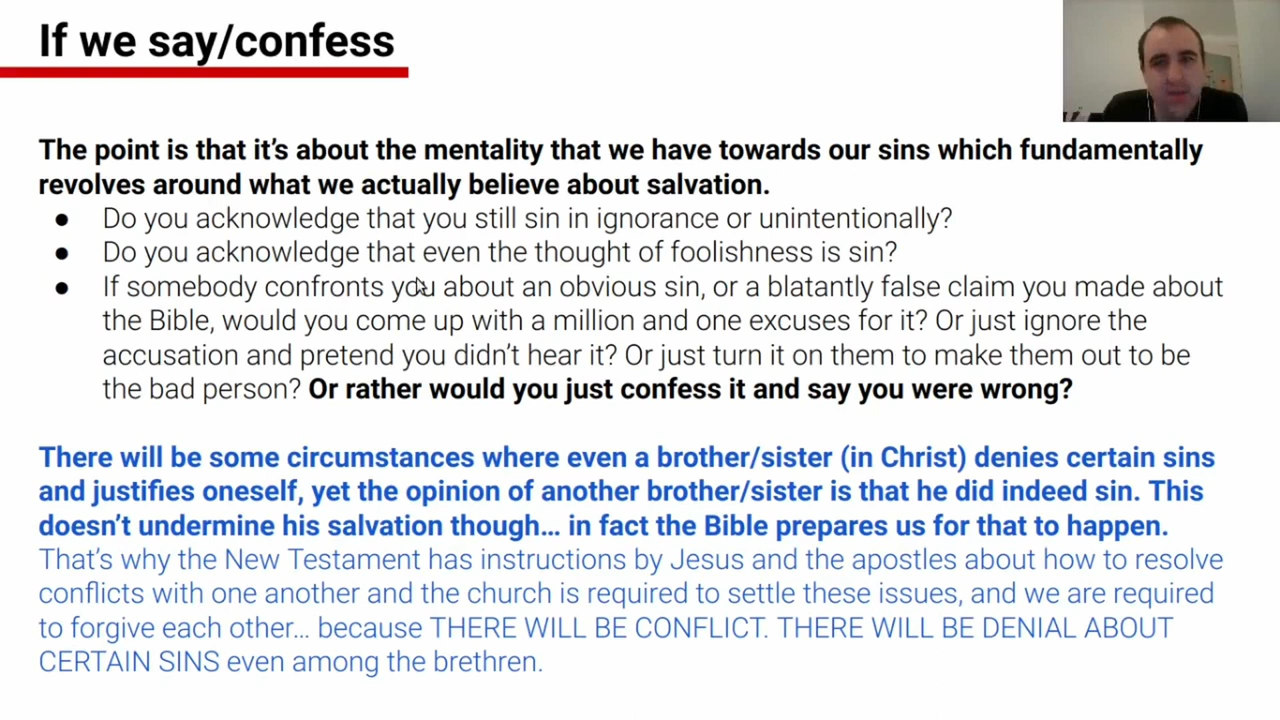 If we say/confess
The point is that it's about the mentality that we have towards our sins which fundamentally
revolves around what we actually believe about salvation.
● Do you acknowledge that you still sin in ignorance or unintentionally?
● Do you acknowledge that even the thought of foolishness is sin?
● If somebody confronts you about an obvious sin, or a blatantly false claim you made about
the Bible, would you come up with a million and one excuses for it? Or just ignore the
accusation and pretend you didn't hear it? Or just turn it on them to make them out to be
the bad person? Or rather would you just confess it and say you were wrong?
There will be some circumstances where even a brother/sister (in Christ) denies certain sins
and justifies oneself, yet the opinion of another brother/sister is that he did indeed sin. This
doesn't undermine his salvation though... in fact the Bible prepares us for that to happen.
That's why the New Testament has instructions by Jesus and the apostles about how to resolve
conflicts with one another and the church is required to settle these issues, and we are required
to forgive each other... because THERE WILL BE CONFLICT. THERE WILL BE DENIAL ABOUT
CERTAIN SINS even among the brethren.